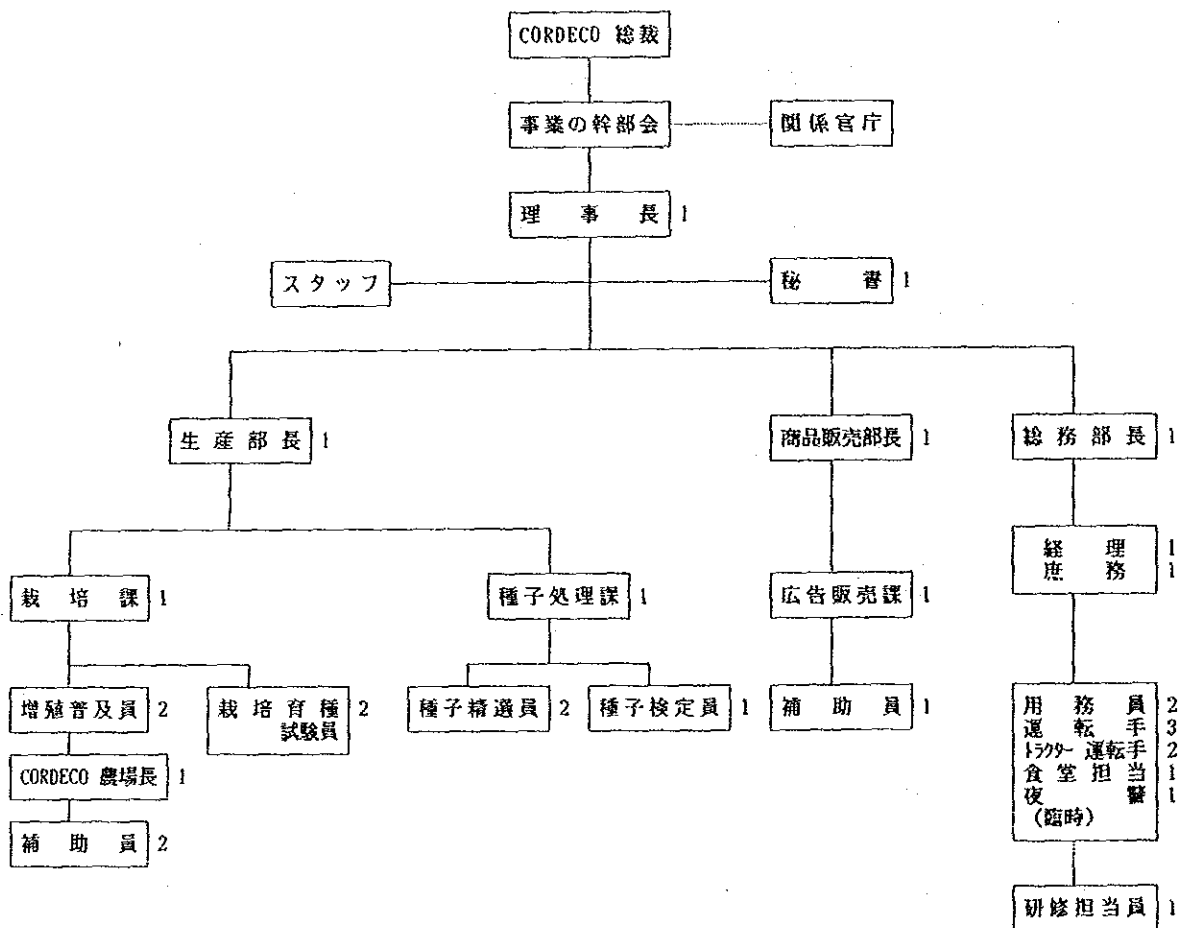 CORDECO 総裁
事業の幹部会
関係官庁
理事長 1
スタッフ
秘書 1
生産部長 1
商品販売部長 1
総務部長 1
経理 1
庶務 1
栽培課 1
種子処理課 1
広告販売課 1
増殖普及員 2
栽培育種 2
試験員
種子精選員 2
種子検定員 1
補助員 1
用務員 2
運転手 3
トラクター 運転手 2
食堂担当 1
夜警 1
(臨時)
CORDECO 農場長 1
補助員 2
研修担当員 1